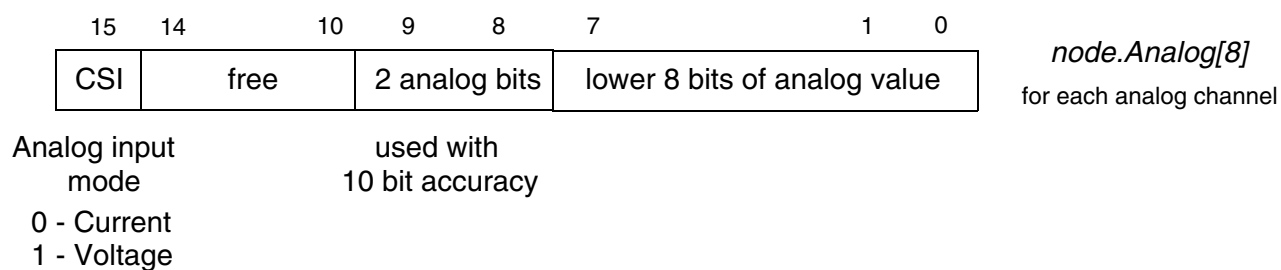 15 14 10 9 8 7 1 0
CSI free 2 analog bits lower 8 bits of analog value
node.Analog[8]
for each analog channel
Analog input
mode
0 - Current
1 - Voltage
used with
10 bit accuracy